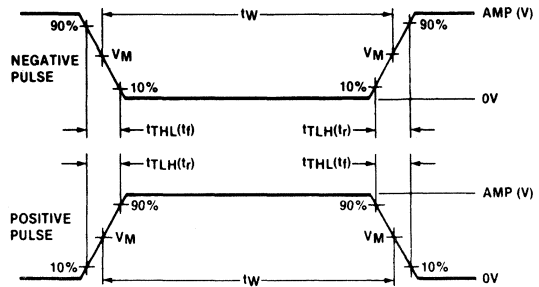 tW
AMP (V)
90%
90%
NEGATIVE
PULSE
VM
VM
10%
10%
0V
tTHL(tf)
tTLH(tr)
tTLH(tr)
tTHL(tf)
AMP (V)
90%
90%
POSITIVE
PULSE
VM
VM
10%
10%
tW
0V